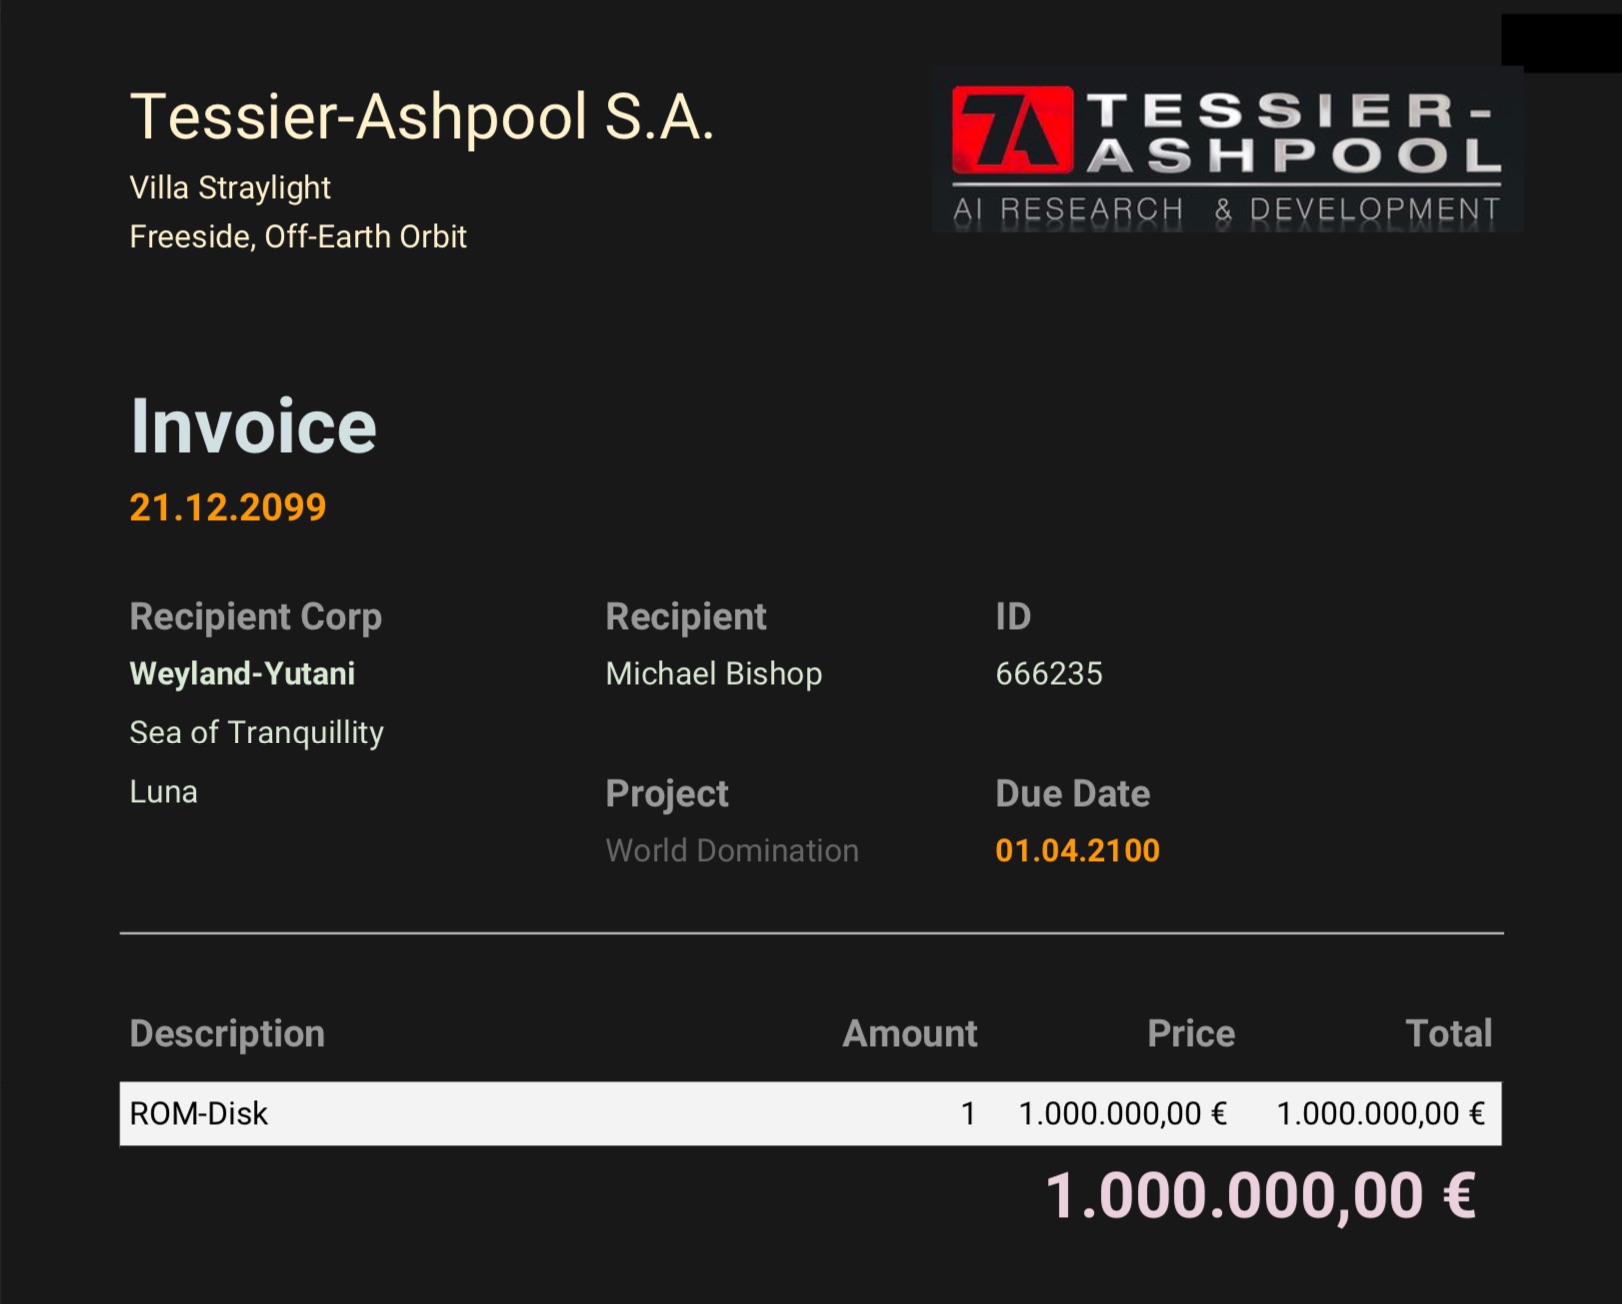 Tessier-Ashpool S.A.
Villa Straylight
Freeside, Off-Earth Orbit
7A TESSIER-
ASHPOOL
AI RESEARCH & DEVELOPMENT
Invoice
21.12.2099
Recipient Corp Recipient ID
Weyland-Yutani Michael Bishop 666235
Sea of Tranquillity
Luna Project Due Date
World Domination 01.04.2100
Description Amount Price Total
ROM-Disk 1 1.000.000,00 € 1.000.000,00 €
1.000.000,00 €